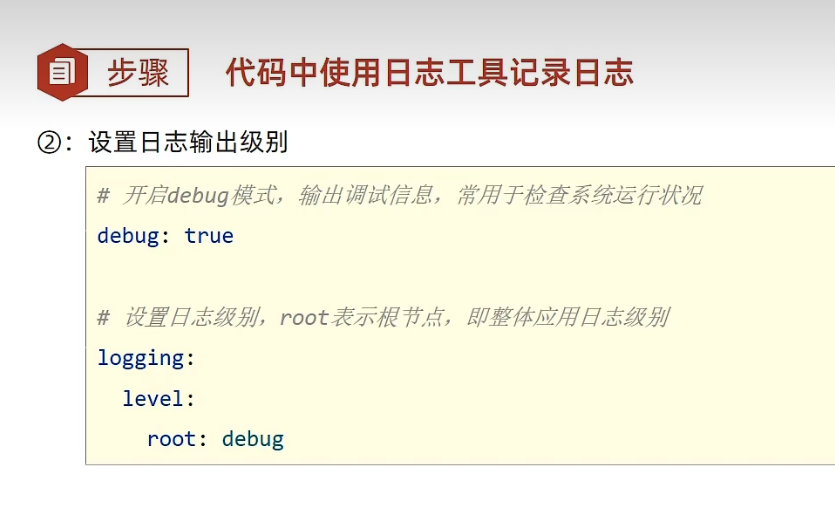 步骤
代码中使用日志工具记录日志
②：设置日志输出级别
# 开启debug模式，输出调试信息，常用于检查系统运行状况
debug: true
# 设置日志级别，root表示根节点，即整体应用日志级别
logging:
  level:
    root: debug